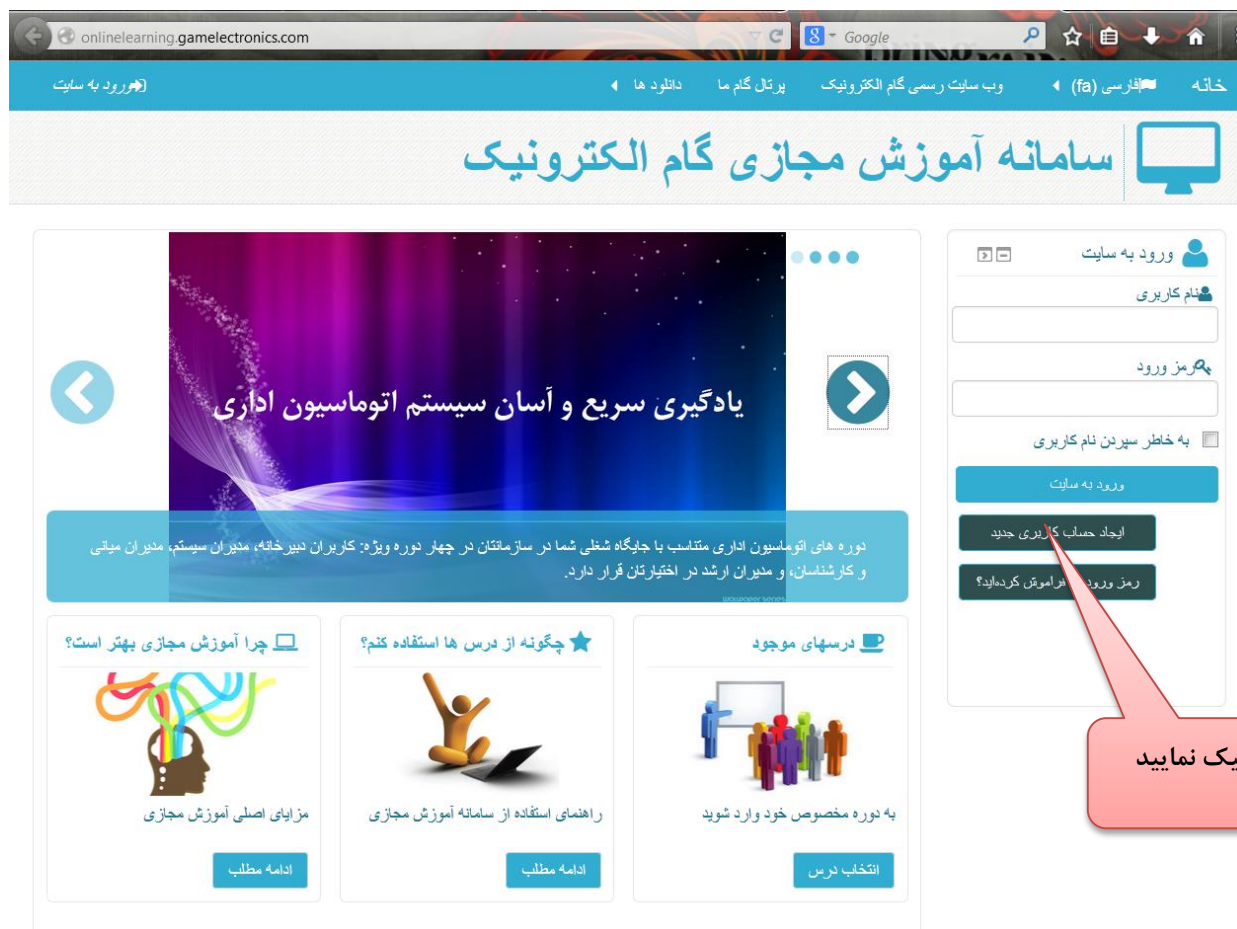 onlinelearning.gamelectronics.com
Google
خانه فارسی (fa) وب سایت رسمی گام الکترونیک پرتال گام ما دانلود ها ورود به سایت
سامانه آموزش مجازی گام الکترونیک
ورود به سایت
نام کاربری
رمز ورود
به خاطر سپردن نام کاربری
ورود به سایت
ایجاد حساب کاربری جدید
رمز ورود فراموش کرده‌اید؟
نمایید
یادگیری سریع و آسان سیستم اتوماسیون اداری
دوره های اتوماسیون اداری متناسب با جایگاه شغلی شما در سازمانتان در چهار دوره ویژه: کاربران دبیرخانه، مدیران سیستم، مدیران میانی
و کارشناسان، و مدیران ارشد در اختیارتان قرار دارد.
درسهای موجود
به دوره مخصوص خود وارد شوید
انتخاب درس
چگونه از درس ها استفاده کنم؟
راهنمای استفاده از سامانه آموزش مجازی
ادامه مطلب
چرا آموزش مجازی بهتر است؟
مزایای اصلی آموزش مجازی
ادامه مطلب